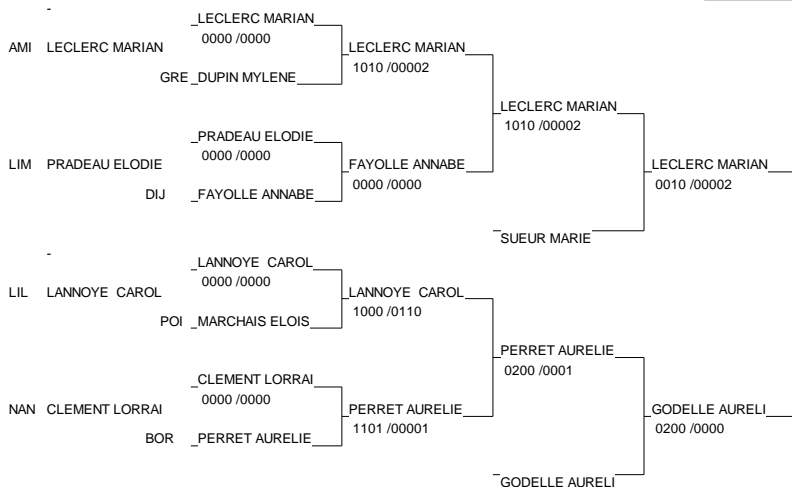 -
_LECLERC MARIAN
AMI LECLERC MARIAN 0000 /0000 LECLERC MARIAN
GRE _DUPIN MYLENE 1010 /00002
LECLERC MARIAN
1010 /00002
_PRADEAU ELODIE
LIM PRADEAU ELODIE 0000 /0000 FAYOLLE ANNABE LECLERC MARIAN
DIJ _FAYOLLE ANNABE 0000 /0000 0010 /00002
_SUEUR MARIE
-
_LANNOYE CAROL
LIL LANNOYE CAROL 0000 /0000 LANNOYE CAROL
POI _MARCHAIS ELOIS 1000 /0110
PERRET AURELIE
0200 /0001
_CLEMENT LORRAI
NAN CLEMENT LORRAI 0000 /0000 PERRET AURELIE GODELLE AURELI
BOR _PERRET AURELIE 1101 /00001 0200 /0000
_GODELLE AURELI